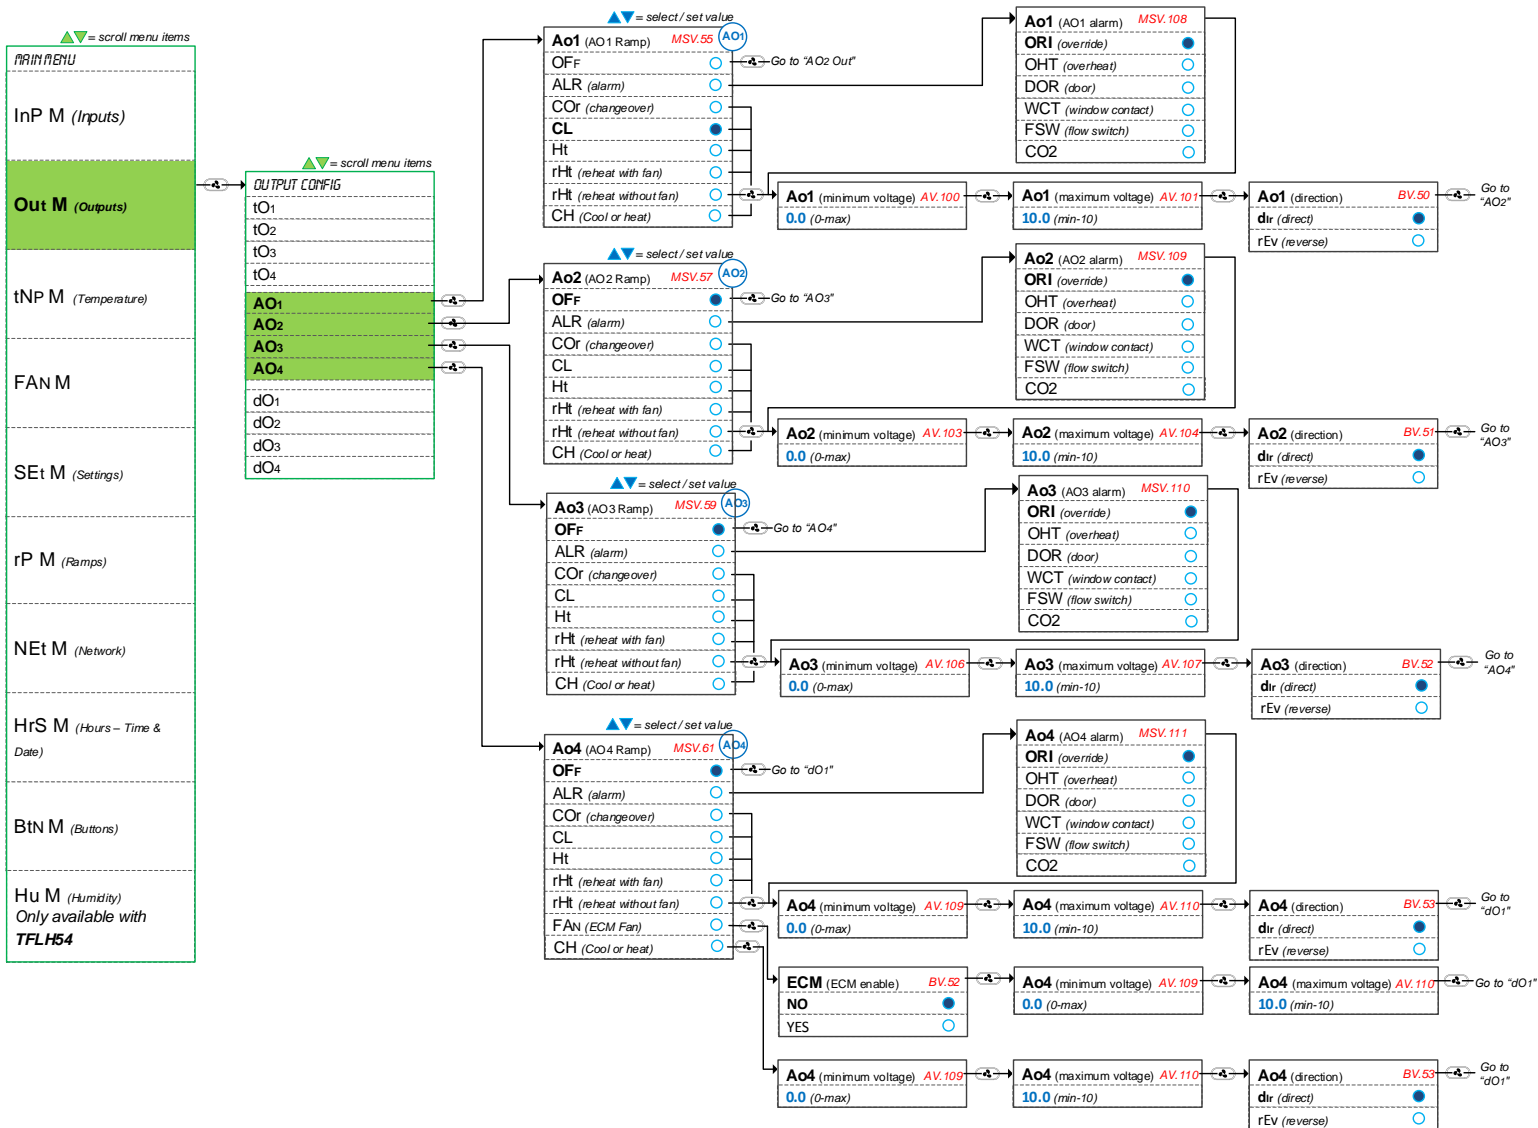 = scroll menu items
MAIN MENU
InP M (Inputs)
Out M (Outputs)
tNP M (Temperature)
FAN M
SEt M (Settings)
rP M (Ramps)
NEt M (Network)
HrS M (Hours – Time &
Date)
BtN M (Buttons)
Hu M (Humidity)
Only available with
TFLH54
= scroll menu items
OUTPUT CONFIG
tO1
tO2
tO3
tO4
AO1
AO2
AO3
AO4
dO1
dO2
dO3
dO4
= select / set value
Ao1 (AO1 Ramp) MSV.55 AO1
OFF
Go to "AO2 Out"
ALR (alarm)
COr (changeover)
CL
Ht
rHt (reheat with fan)
rHt (reheat without fan)
CH (Cool or heat)
Ao1 (AO1 alarm) MSV.108
ORI (override)
OHT (overheat)
DOR (door)
WCT (window contact)
FSW (flow switch)
CO2
Ao1 (minimum voltage) AV.100
0.0 (0-max)
Ao1 (maximum voltage) AV.101
10.0 (min-10)
Ao1 (direction) BV.50
dIr (direct)
rEv (reverse)
Go to
"AO2"
= select / set value
Ao2 (AO2 Ramp) MSV.57 AO2
OFF
Go to "AO3"
ALR (alarm)
COr (changeover)
CL
Ht
rHt (reheat with fan)
rHt (reheat without fan)
CH (Cool or heat)
Ao2 (AO2 alarm) MSV.109
ORI (override)
OHT (overheat)
DOR (door)
WCT (window contact)
FSW (flow switch)
CO2
Ao2 (minimum voltage) AV.103
0.0 (0-max)
Ao2 (maximum voltage) AV.104
10.0 (min-10)
Ao2 (direction) BV.51
dIr (direct)
rEv (reverse)
Go to
"AO3"
= select / set value
Ao3 (AO3 Ramp) MSV.59 AO3
OFF
Go to "AO4"
ALR (alarm)
COr (changeover)
CL
Ht
rHt (reheat with fan)
rHt (reheat without fan)
CH (Cool or heat)
Ao3 (AO3 alarm) MSV.110
ORI (override)
OHT (overheat)
DOR (door)
WCT (window contact)
FSW (flow switch)
CO2
Ao3 (minimum voltage) AV.106
0.0 (0-max)
Ao3 (maximum voltage) AV.107
10.0 (min-10)
Ao3 (direction) BV.52
dIr (direct)
rEv (reverse)
Go to
"AO4"
= select / set value
Ao4 (AO4 Ramp) MSV.61 AO4
OFF
Go to "dO1"
ALR (alarm)
COr (changeover)
CL
Ht
rHt (reheat with fan)
rHt (reheat without fan)
FAN (ECM Fan)
CH (Cool or heat)
Ao4 (AO4 alarm) MSV.111
ORI (override)
OHT (overheat)
DOR (door)
WCT (window contact)
FSW (flow switch)
CO2
Ao4 (minimum voltage) AV.109
0.0 (0-max)
Ao4 (maximum voltage) AV.110
10.0 (min-10)
Ao4 (direction) BV.53
dIr (direct)
rEv (reverse)
Go to
"dO1"
ECM (ECM enable) BV.52
NO
YES
Ao4 (minimum voltage) AV.109
0.0 (0-max)
Ao4 (maximum voltage) AV.110
10.0 (min-10)
Go to "dO1"
Ao4 (minimum voltage) AV.109
0.0 (0-max)
Ao4 (maximum voltage) AV.110
10.0 (min-10)
Ao4 (direction) BV.53
dIr (direct)
rEv (reverse)
Go to
"dO1"